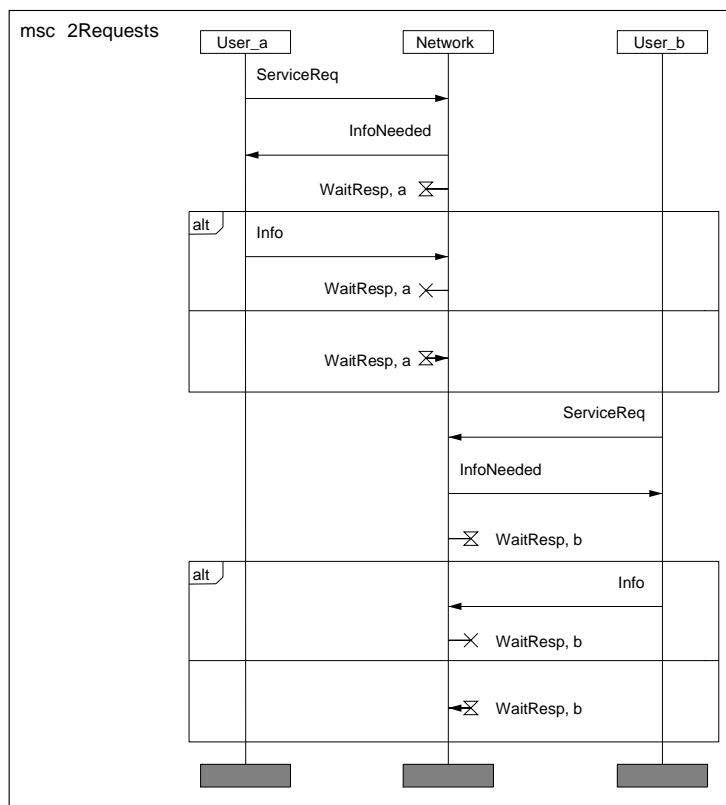 msc 2Requests
User_a Network User_b
ServiceReq
InfoNeeded
WaitResp, a
alt
Info
WaitResp, a
WaitResp, a
ServiceReq
InfoNeeded
WaitResp, b
alt
Info
WaitResp, b
WaitResp, b